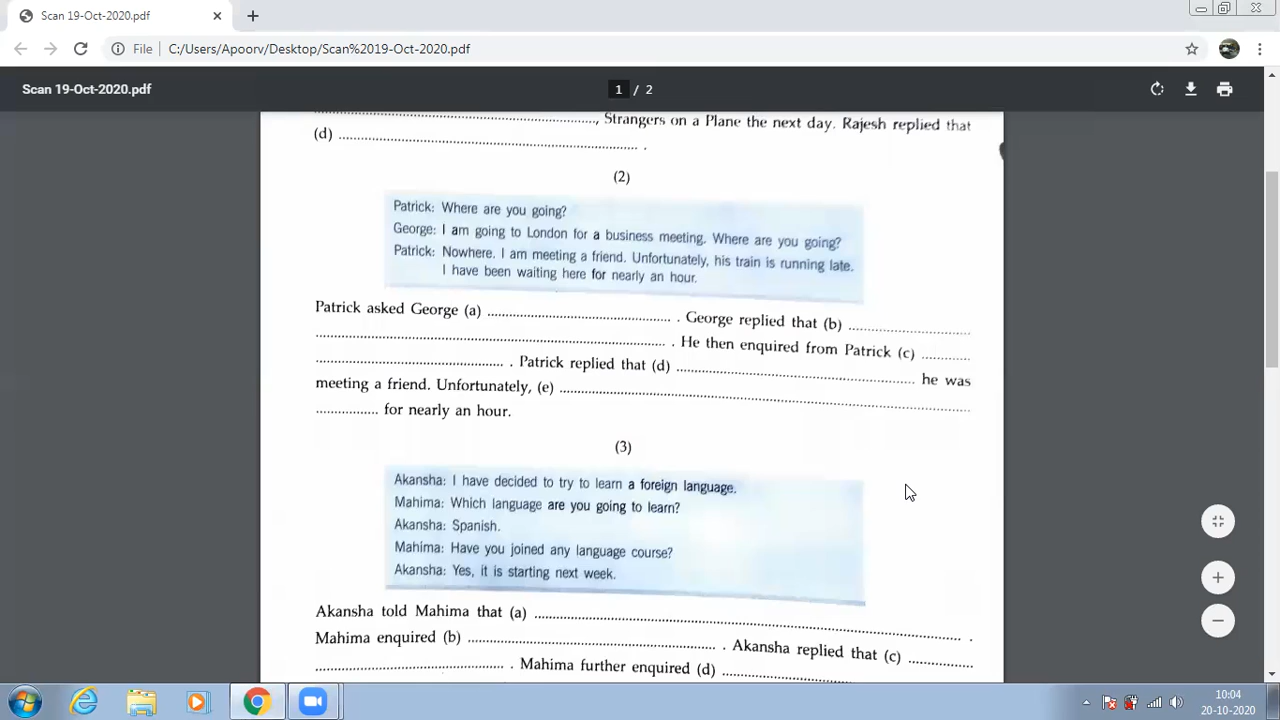 Scan 19-Oct-2020.pdf
File C:/Users/Apoorv/Desktop/Scan%2019-Oct-2020.pdf
Scan 19-Oct-2020.pdf
1 / 2
......................................................, Strangers on a Plane the next day. Rajesh replied that
(d) ............................................................ .
(2)
Patrick: Where are you going?
George: I am going to London for a business meeting. Where are you going?
Patrick: Nowhere. I am meeting a friend. Unfortunately, his train is running late.
I have been waiting here for nearly an hour.
Patrick asked George (a) ..................................... . George replied that (b) .........................
...................................................................... . He then enquired from Patrick (c) ..........
...................................... . Patrick replied that (d) ................................................ he was
meeting a friend. Unfortunately, (e) ..................................................................................
............. for nearly an hour.
(3)
Akansha: I have decided to try to learn a foreign language.
Mahima: Which language are you going to learn?
Akansha: Spanish.
Mahima: Have you joined any language course?
Akansha: Yes, it is starting next week.
Akansha told Mahima that (a) ..................................................................................... .
Mahima enquired (b) .................................................. . Akansha replied that (c) .............
...................................... . Mahima further enquired (d) ..........................
10:04
20-10-2020